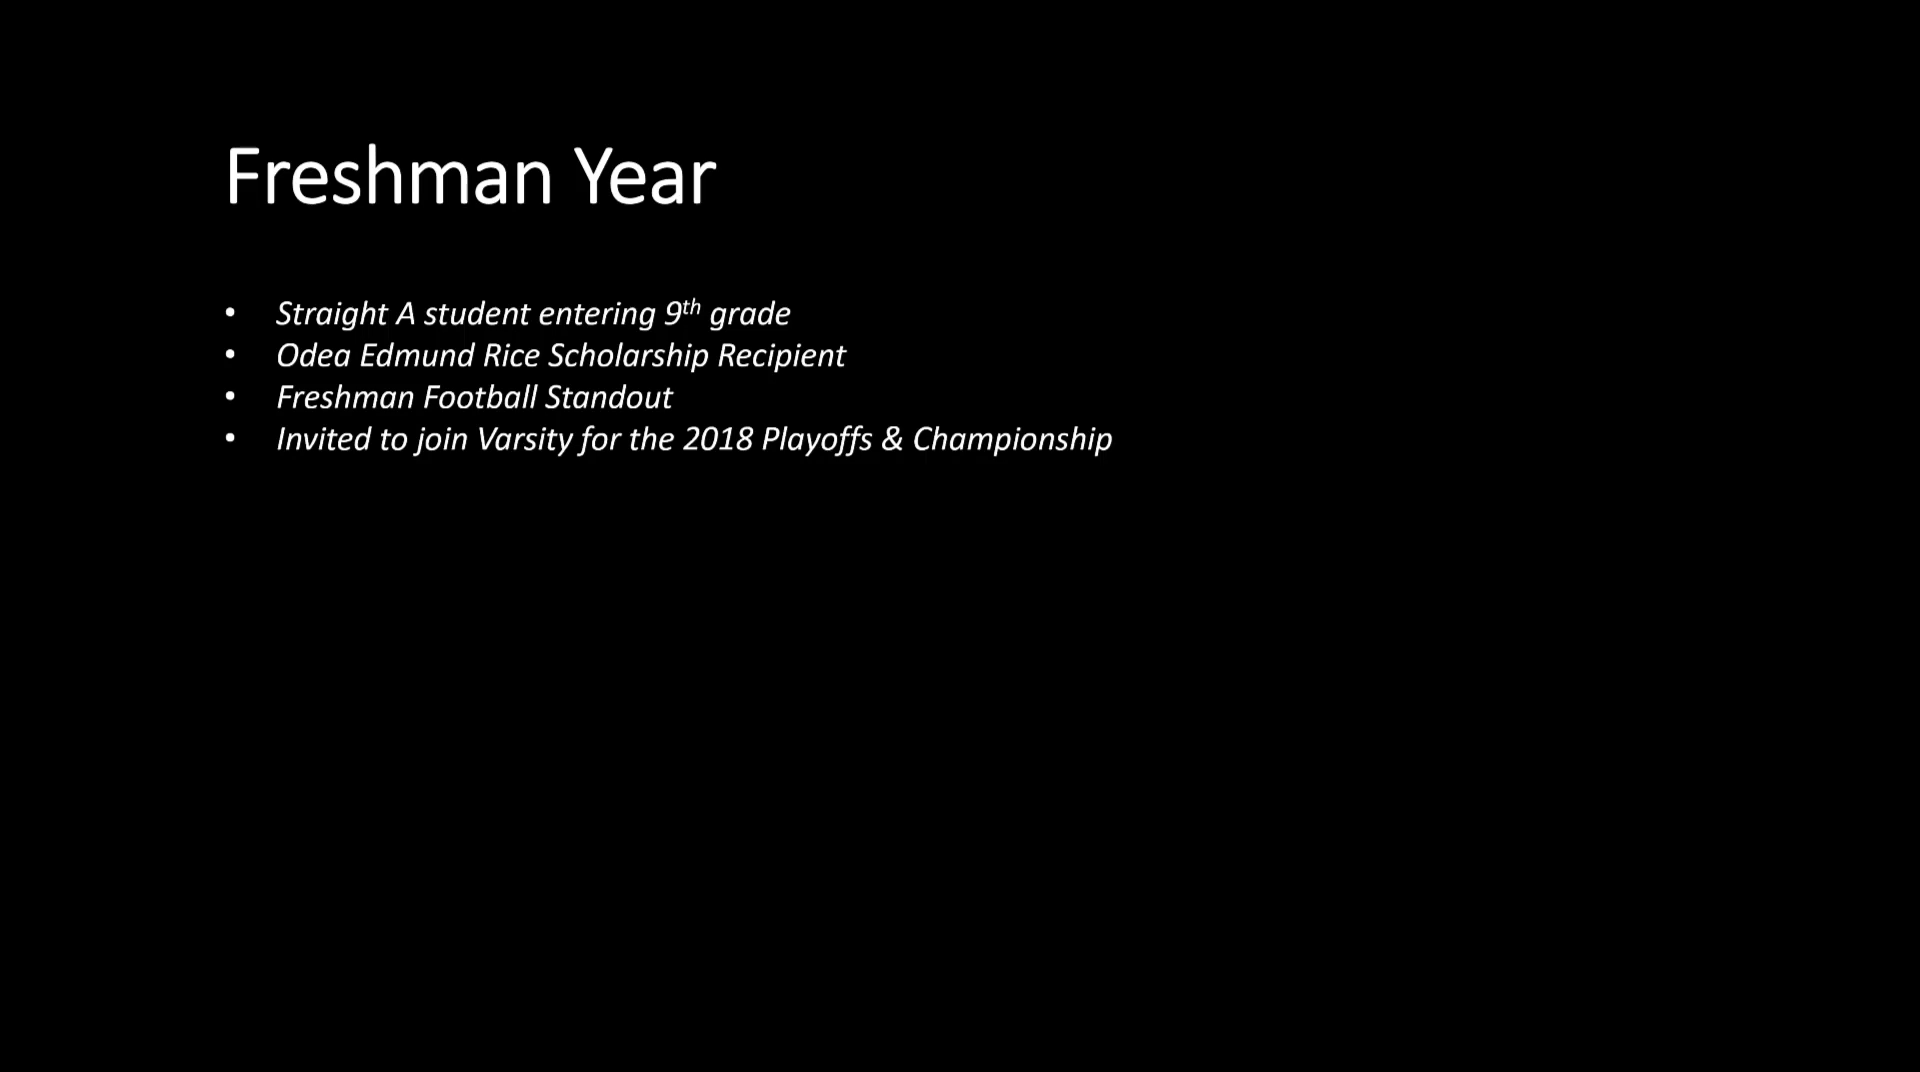 Freshman Year
• Straight A student entering 9th grade
• Odea Edmund Rice Scholarship Recipient
• Freshman Football Standout
• Invited to join Varsity for the 2018 Playoffs & Championship